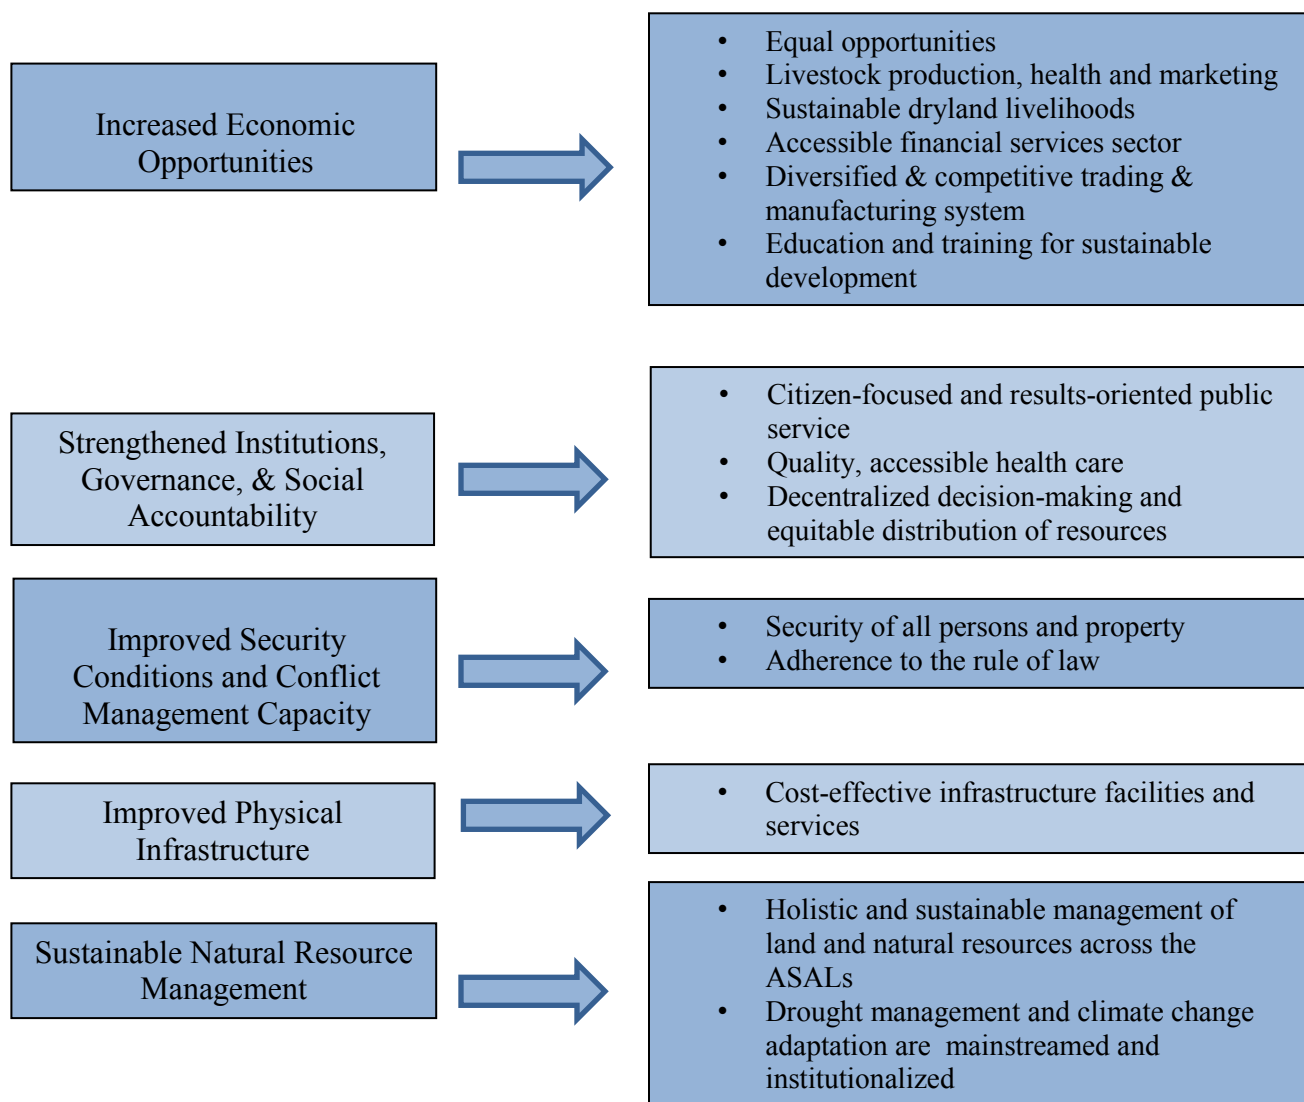 Increased Economic
Opportunities
• Equal opportunities
• Livestock production, health and marketing
• Sustainable dryland livelihoods
• Accessible financial services sector
• Diversified & competitive trading &
manufacturing system
• Education and training for sustainable
development
Strengthened Institutions,
Governance, & Social
Accountability
• Citizen-focused and results-oriented public
service
• Quality, accessible health care
• Decentralized decision-making and
equitable distribution of resources
Improved Security
Conditions and Conflict
Management Capacity
• Security of all persons and property
• Adherence to the rule of law
Improved Physical
Infrastructure
• Cost-effective infrastructure facilities and
services
Sustainable Natural Resource
Management
• Holistic and sustainable management of
land and natural resources across the
ASALs
• Drought management and climate change
adaptation are mainstreamed and
institutionalized